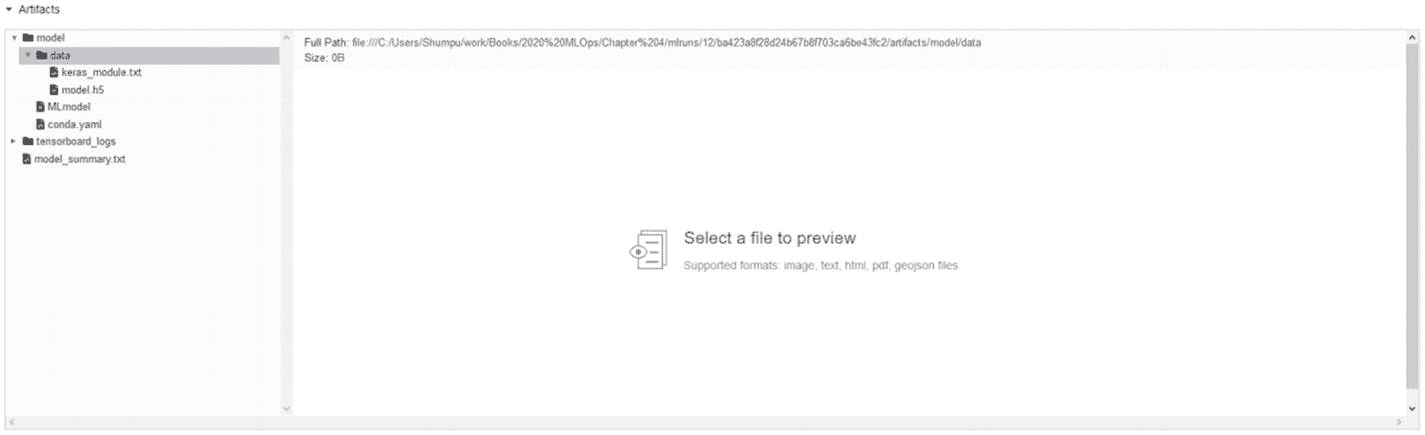 Artifacts
model
data
keras_module.txt
model.h5
MLmodel
conda.yaml
tensorboard_logs
model_summary.txt
Full Path: file:///C:/Users/Shumpu/work/Books/2020%20MLOps/Chapter%204/mlruns/12/ba423a8f28d24b67b8f703ca6be43fc2/artifacts/model/data
Size: 0B
Select a file to preview
Supported formats: image, text, html, pdf, geojson files